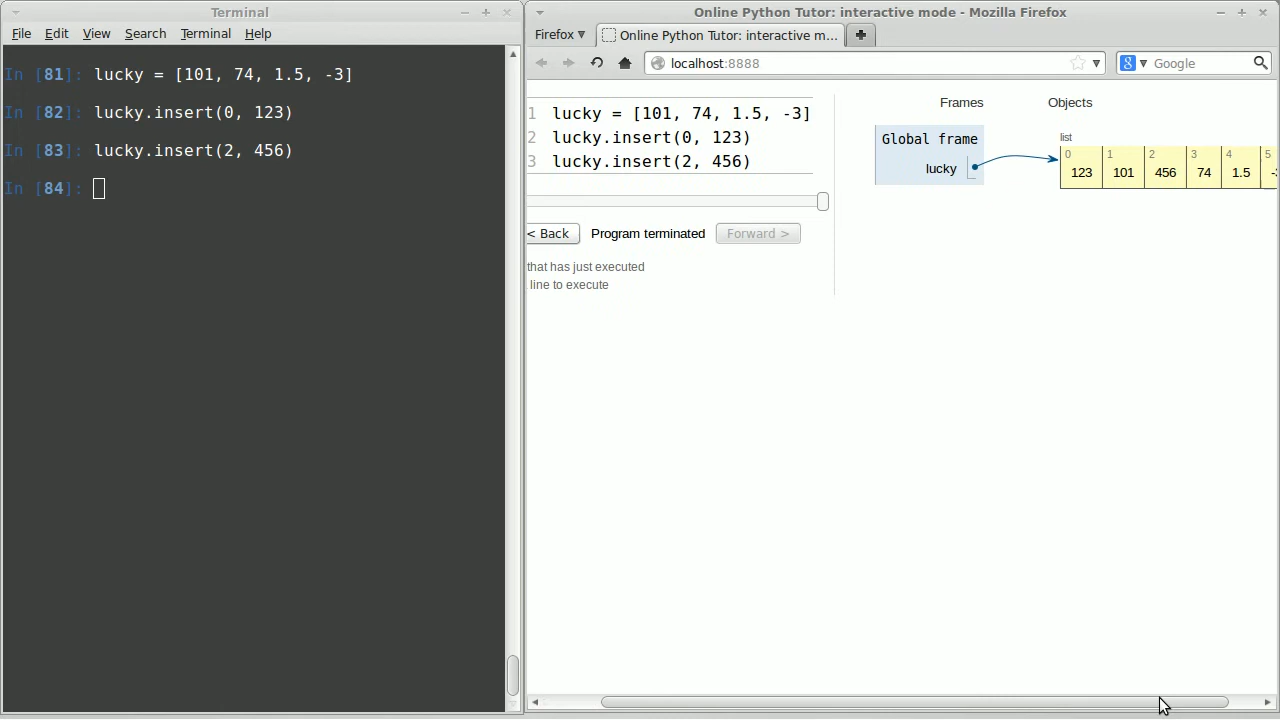 Terminal
File Edit View Search Terminal Help
In [81]: lucky = [101, 74, 1.5, -3]
In [82]: lucky.insert(0, 123)
In [83]: lucky.insert(2, 456)
In [84]:
Online Python Tutor: interactive mode - Mozilla Firefox
Firefox
Online Python Tutor: interactive m...
localhost:8888
Google
1 lucky = [101, 74, 1.5, -3]
2 lucky.insert(0, 123)
3 lucky.insert(2, 456)
< Back Program terminated Forward >
that has just executed
line to execute
Frames Objects
Global frame
lucky
list
0 1 2 3 4 5
123 101 456 74 1.5